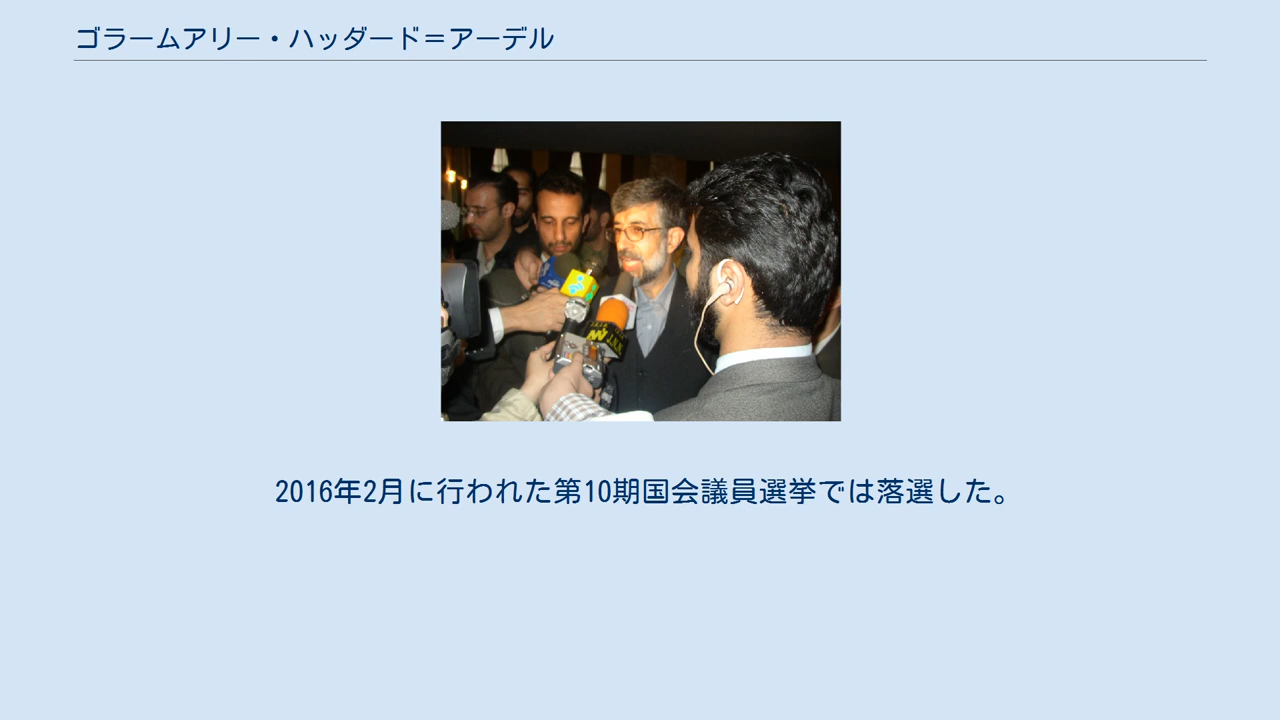 ゴラームアリー・ハッダード＝アーデル
2016年2月に行われた第10期国会議員選挙では落選した。